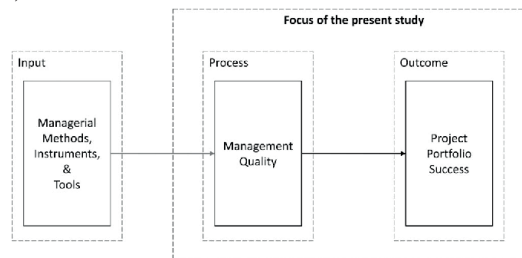 Focus of the present study
Input
Process
Outcome
Managerial
Methods,
Instruments,
&
Tools
Management
Quality
Project
Portfolio
Success